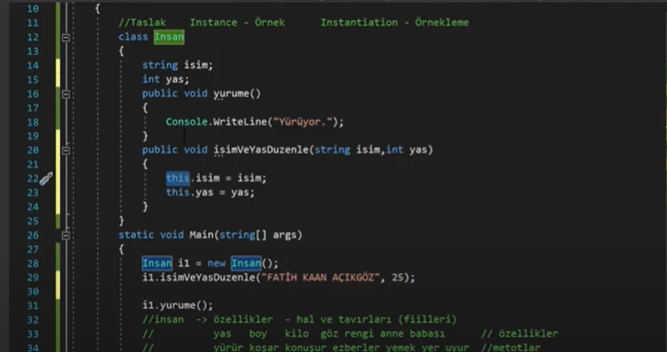 10 {
11 //Taslak Instance - Örnek Instantiation - Örnekleme
12 class Insan
13 {
14 string isim;
15 int yas;
16 public void yurume()
17 {
18 Console.WriteLine("Yürüyor.");
19 }
20 public void isimVeYasDuzenle(string isim,int yas)
21 {
22 this.isim = isim;
23 this.yas = yas;
24 }
25 }
26 static void Main(string[] args)
27 {
28 Insan i1 = new Insan();
29 i1.isimVeYasDuzenle("FATİH KAAN AÇIKGÖZ", 25);
30
31 i1.yurume();
32 //insan -> özellikler - hal ve tavırları (fiilleri)
33 // yas boy kilo göz rengi anne babası // özellikler
34 // yürür koşar konuşur ezberler yemek yer uyur //metotlar